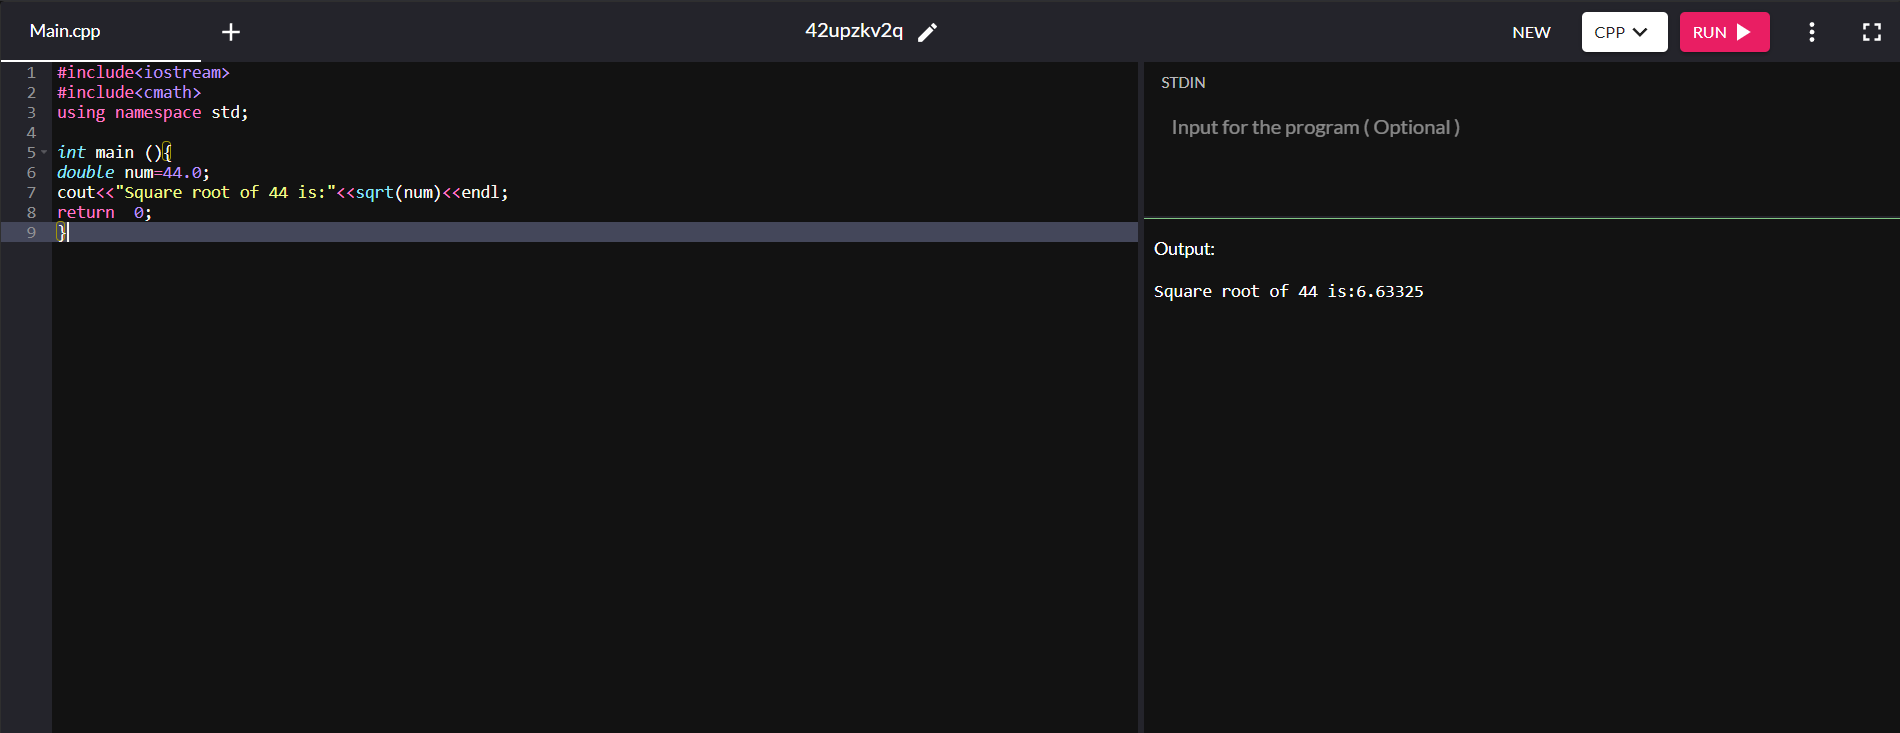 Main.cpp
42upzkv2q
NEW
CPP
RUN
1 #include<iostream>
2 #include<cmath>
3 using namespace std;
4
5 int main (){
6 double num=44.0;
7 cout<<"Square root of 44 is:"<<sqrt(num)<<endl;
8 return  0;
9 }
STDIN
Input for the program ( Optional )
Output:
Square root of 44 is:6.63325